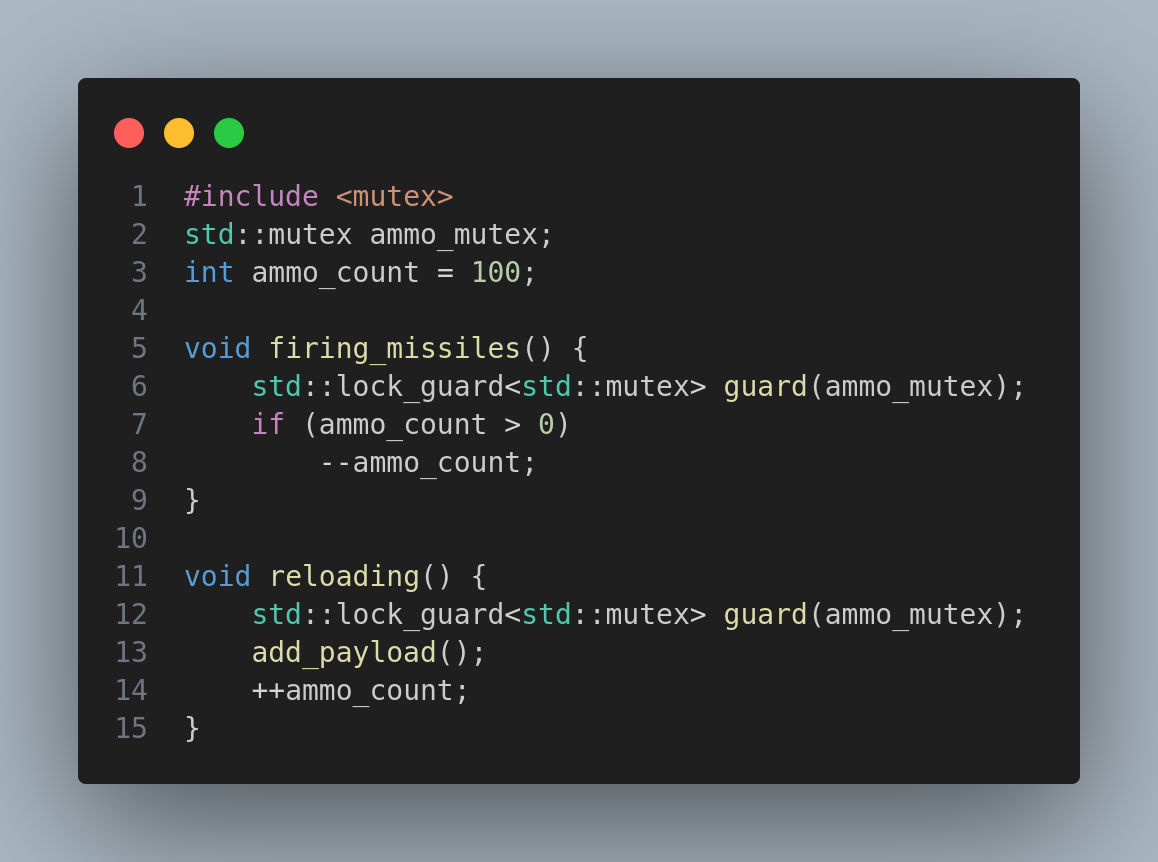 1 #include <mutex>
2 std::mutex ammo_mutex;
3 int ammo_count = 100;
4
5 void firing_missiles() {
6     std::lock_guard<std::mutex> guard(ammo_mutex);
7     if (ammo_count > 0)
8         --ammo_count;
9 }
10
11 void reloading() {
12     std::lock_guard<std::mutex> guard(ammo_mutex);
13     add_payload();
14     ++ammo_count;
15 }